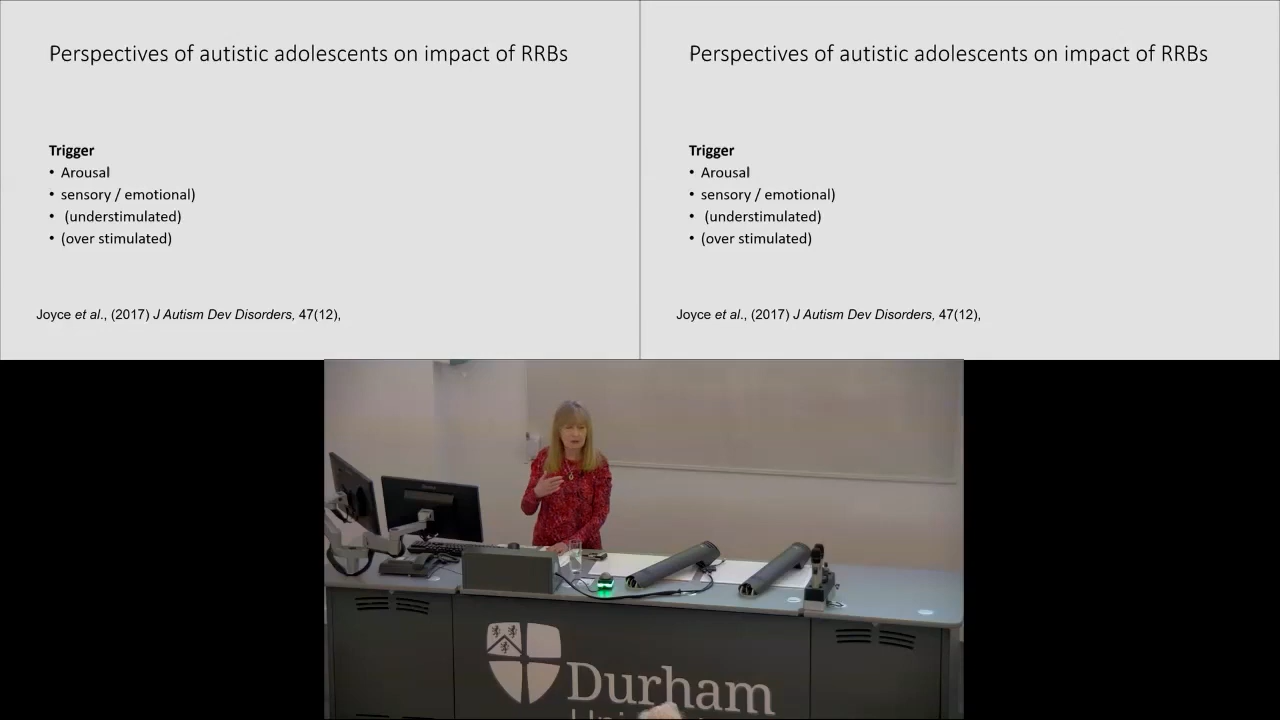 Perspectives of autistic adolescents on impact of RRBs
Trigger
• Arousal
• sensory / emotional)
• (understimulated)
• (over stimulated)
Joyce et al., (2017) J Autism Dev Disorders, 47(12),
Perspectives of autistic adolescents on impact of RRBs
Trigger
• Arousal
• sensory / emotional)
• (understimulated)
• (over stimulated)
Joyce et al., (2017) J Autism Dev Disorders, 47(12),
Durham